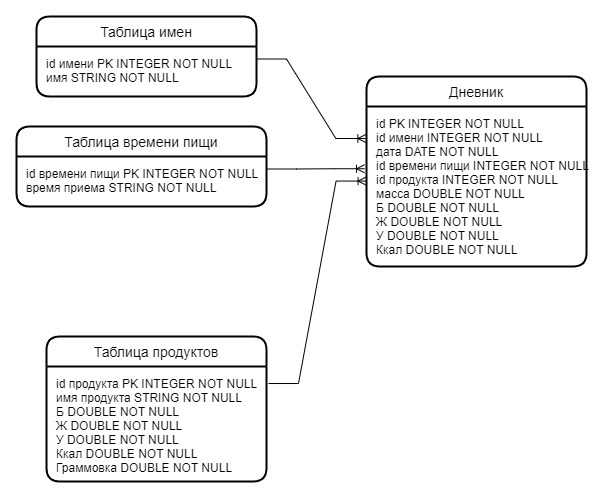 Таблица имен
id имени PK INTEGER NOT NULL
имя STRING NOT NULL
Таблица времени пищи
id времени пищи PK INTEGER NOT NULL
время приема STRING NOT NULL
Дневник
id PK INTEGER NOT NULL
id имени INTEGER NOT NULL
дата DATE NOT NULL
id времени пищи INTEGER NOT NULL
id продукта INTEGER NOT NULL
масса DOUBLE NOT NULL
Б DOUBLE NOT NULL
Ж DOUBLE NOT NULL
У DOUBLE NOT NULL
Ккал DOUBLE NOT NULL
Таблица продуктов
id продукта PK INTEGER NOT NULL
имя продукта STRING NOT NULL
Б DOUBLE NOT NULL
Ж DOUBLE NOT NULL
У DOUBLE NOT NULL
Ккал DOUBLE NOT NULL
Граммовка DOUBLE NOT NULL